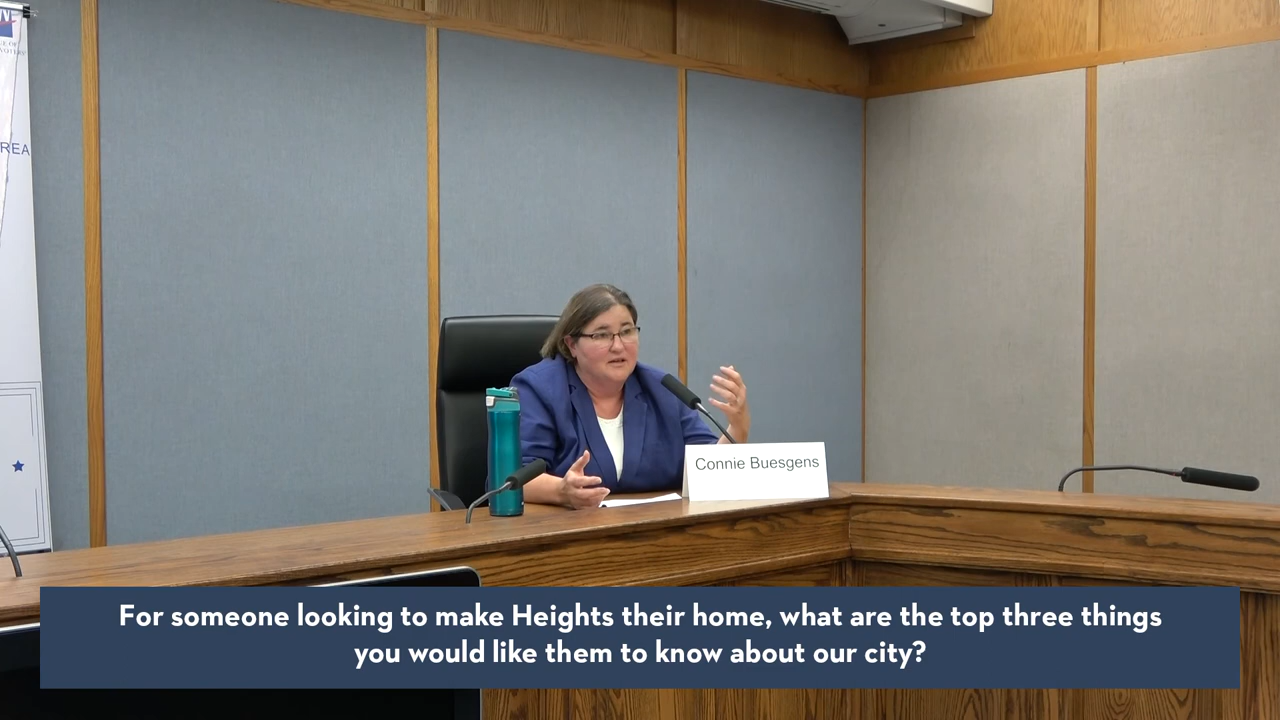 REA
Connie Buesgens
For someone looking to make Heights their home, what are the top three things
you would like them to know about our city?